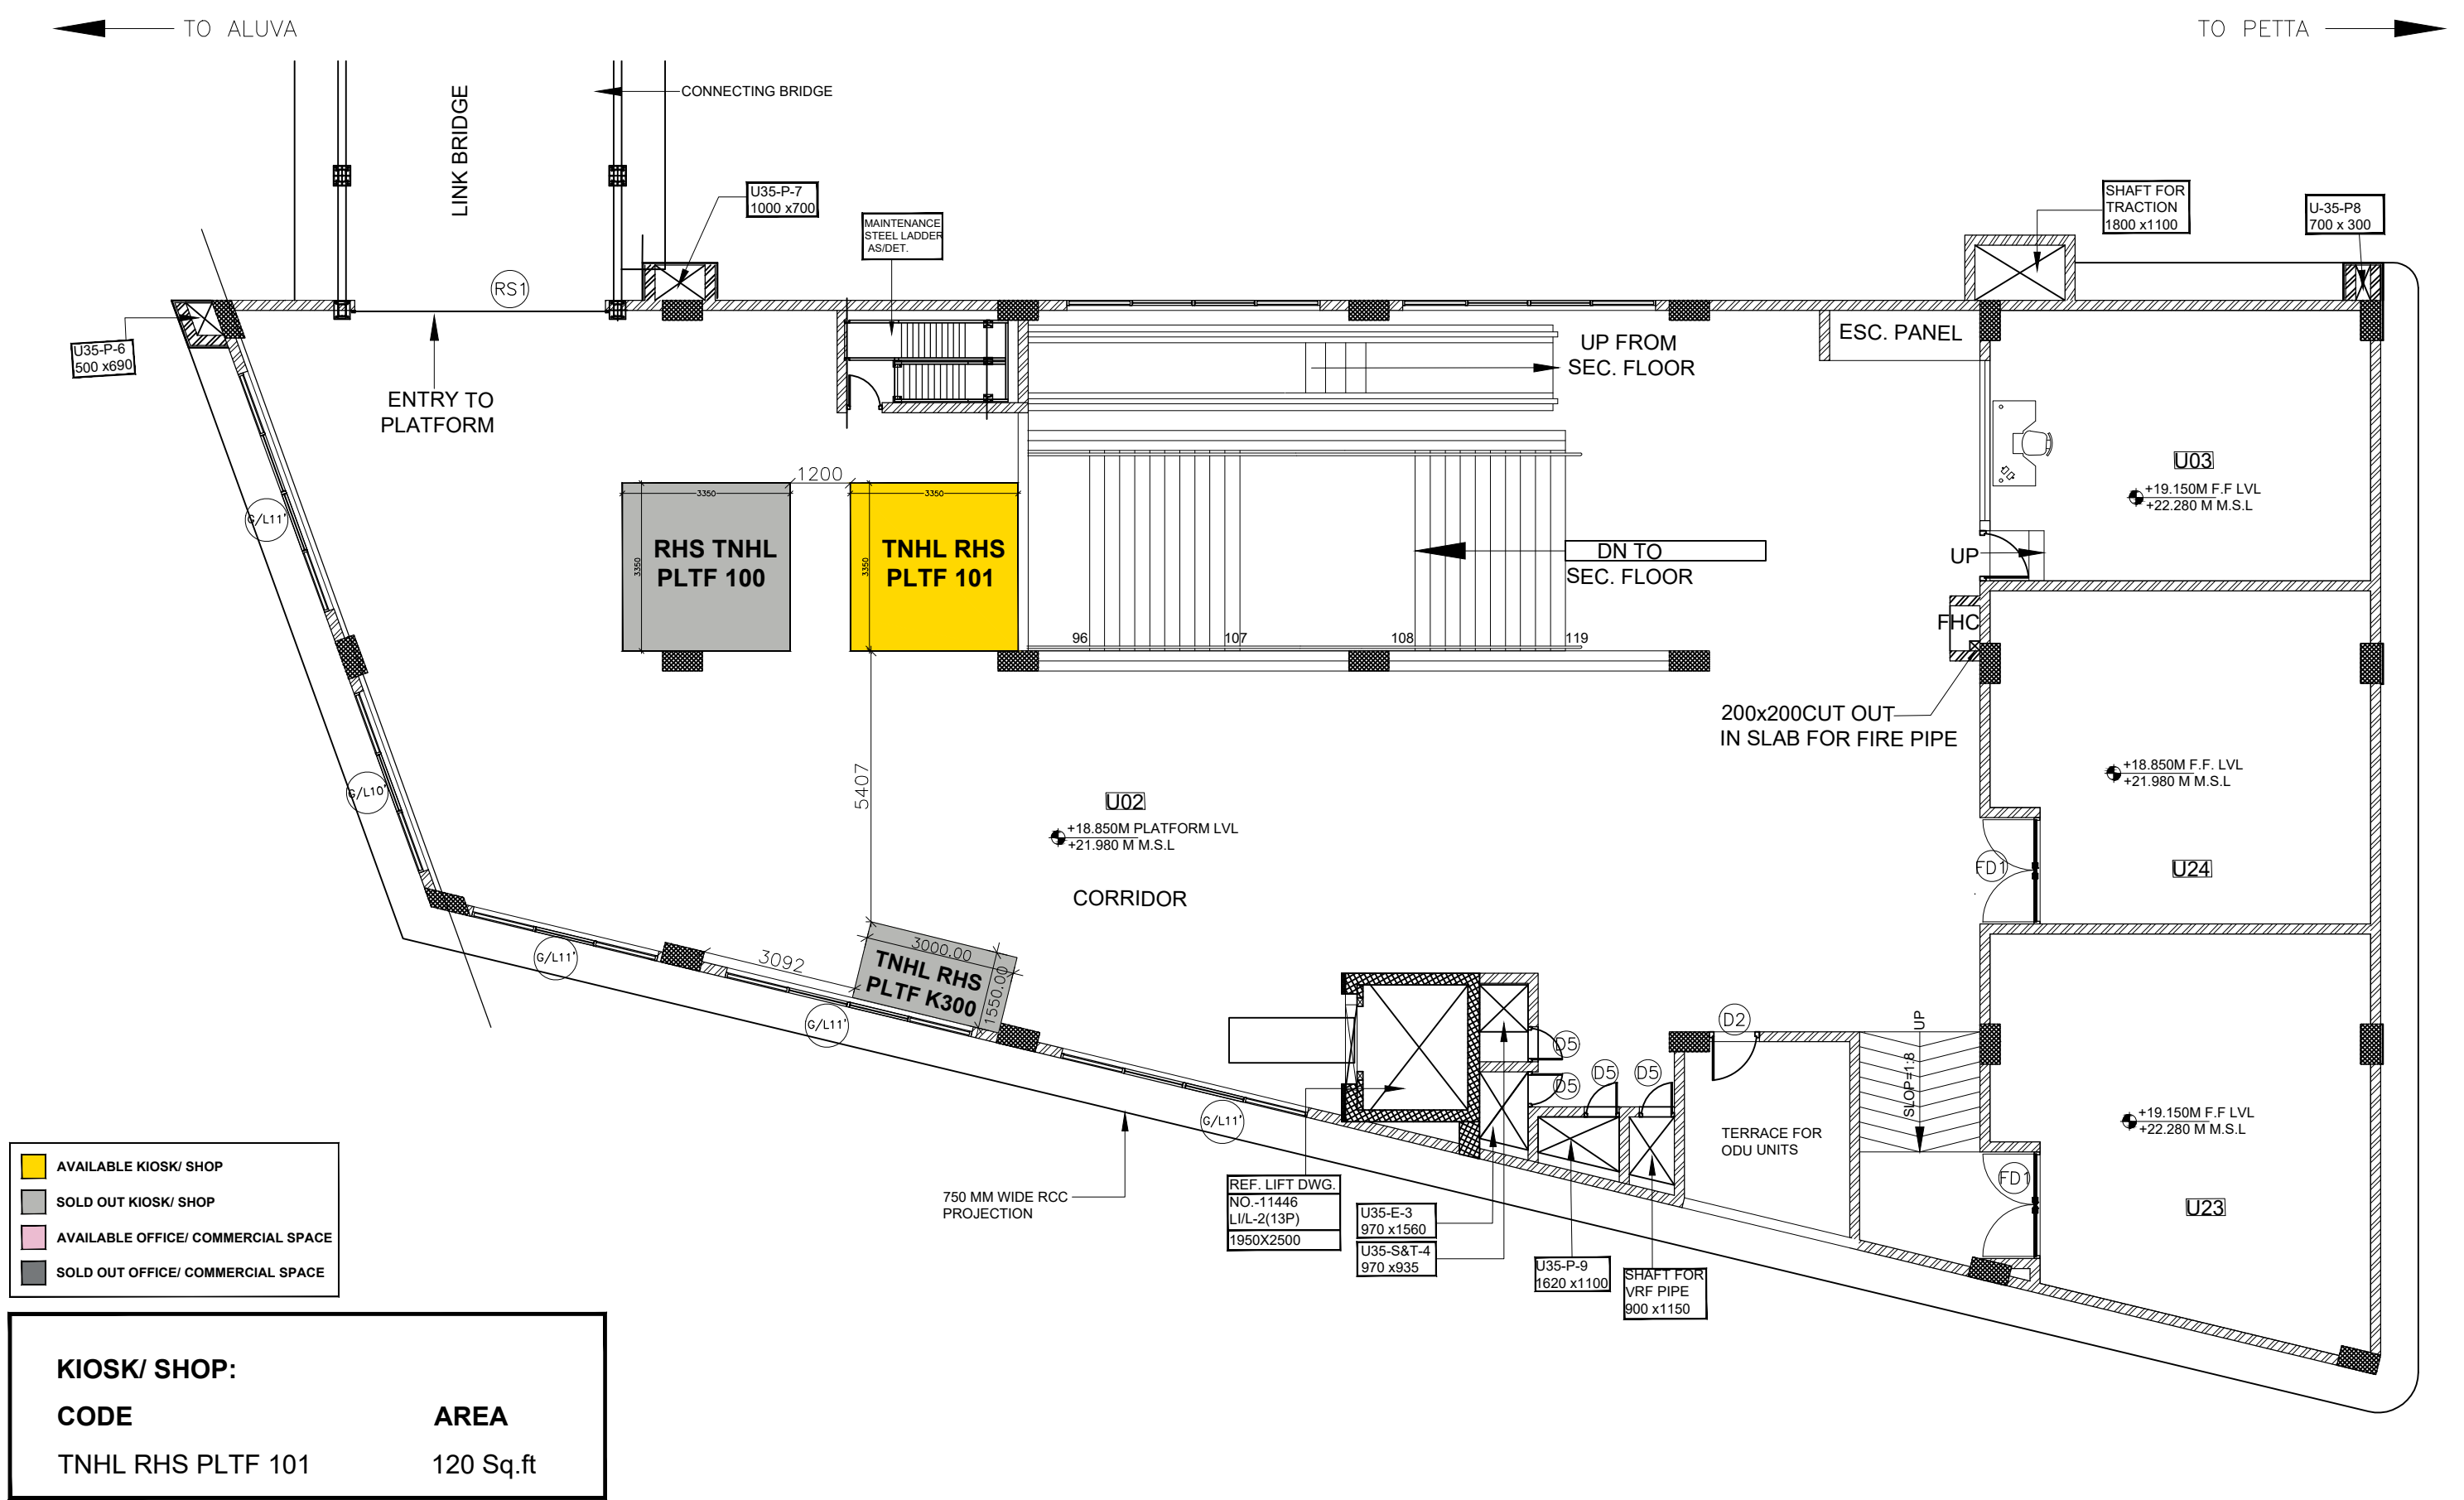 TO ALUVA
TO PETTA
LINK BRIDGE
CONNECTING BRIDGE
U35-P-7
1000 x700
MAINTENANCE
STEEL LADDER
AS/DET.
SHAFT FOR
TRACTION
1800 x1100
U-35-P8
700 x 300
RS1
U35-P-6
500 x690
ENTRY TO
PLATFORM
UP FROM
SEC. FLOOR
ESC. PANEL
U03
+19.150M F.F LVL
+22.280 M M.S.L
1200
3350
3350
3350
3350
RHS TNHL
PLTF 100
TNHL RHS
PLTF 101
G/L11'
DN TO
SEC. FLOOR
UP
FHC
96
107
108
119
200x200CUT OUT
IN SLAB FOR FIRE PIPE
5407
G/L10'
U02
+18.850M PLATFORM LVL
+21.980 M M.S.L
CORRIDOR
+18.850M F.F. LVL
+21.980 M M.S.L
FD1
U24
G/L11'
3092
3000.00
1550.00
TNHL RHS
PLTF K300
G/L11'
G/L11'
D5
D5
D5
D5
D2
UP
SLOP=1:8
TERRACE FOR
ODU UNITS
+19.150M F.F LVL
+22.280 M M.S.L
FD1
U23
750 MM WIDE RCC
PROJECTION
REF. LIFT DWG.
NO.-11446
LI/L-2(13P)
1950X2500
U35-E-3
970 x1560
U35-S&T-4
970 x935
U35-P-9
1620 x1100
SHAFT FOR
VRF PIPE
900 x1150
AVAILABLE KIOSK/ SHOP
SOLD OUT KIOSK/ SHOP
AVAILABLE OFFICE/ COMMERCIAL SPACE
SOLD OUT OFFICE/ COMMERCIAL SPACE
KIOSK/ SHOP:
CODE AREA
TNHL RHS PLTF 101 120 Sq.ft